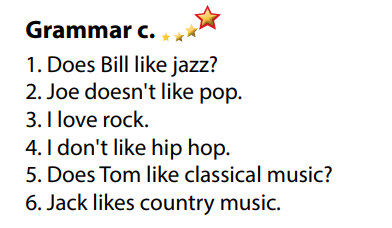 Grammar c.
1. Does Bill like jazz?
2. Joe doesn't like pop.
3. I love rock.
4. I don't like hip hop.
5. Does Tom like classical music?
6. Jack likes country music.